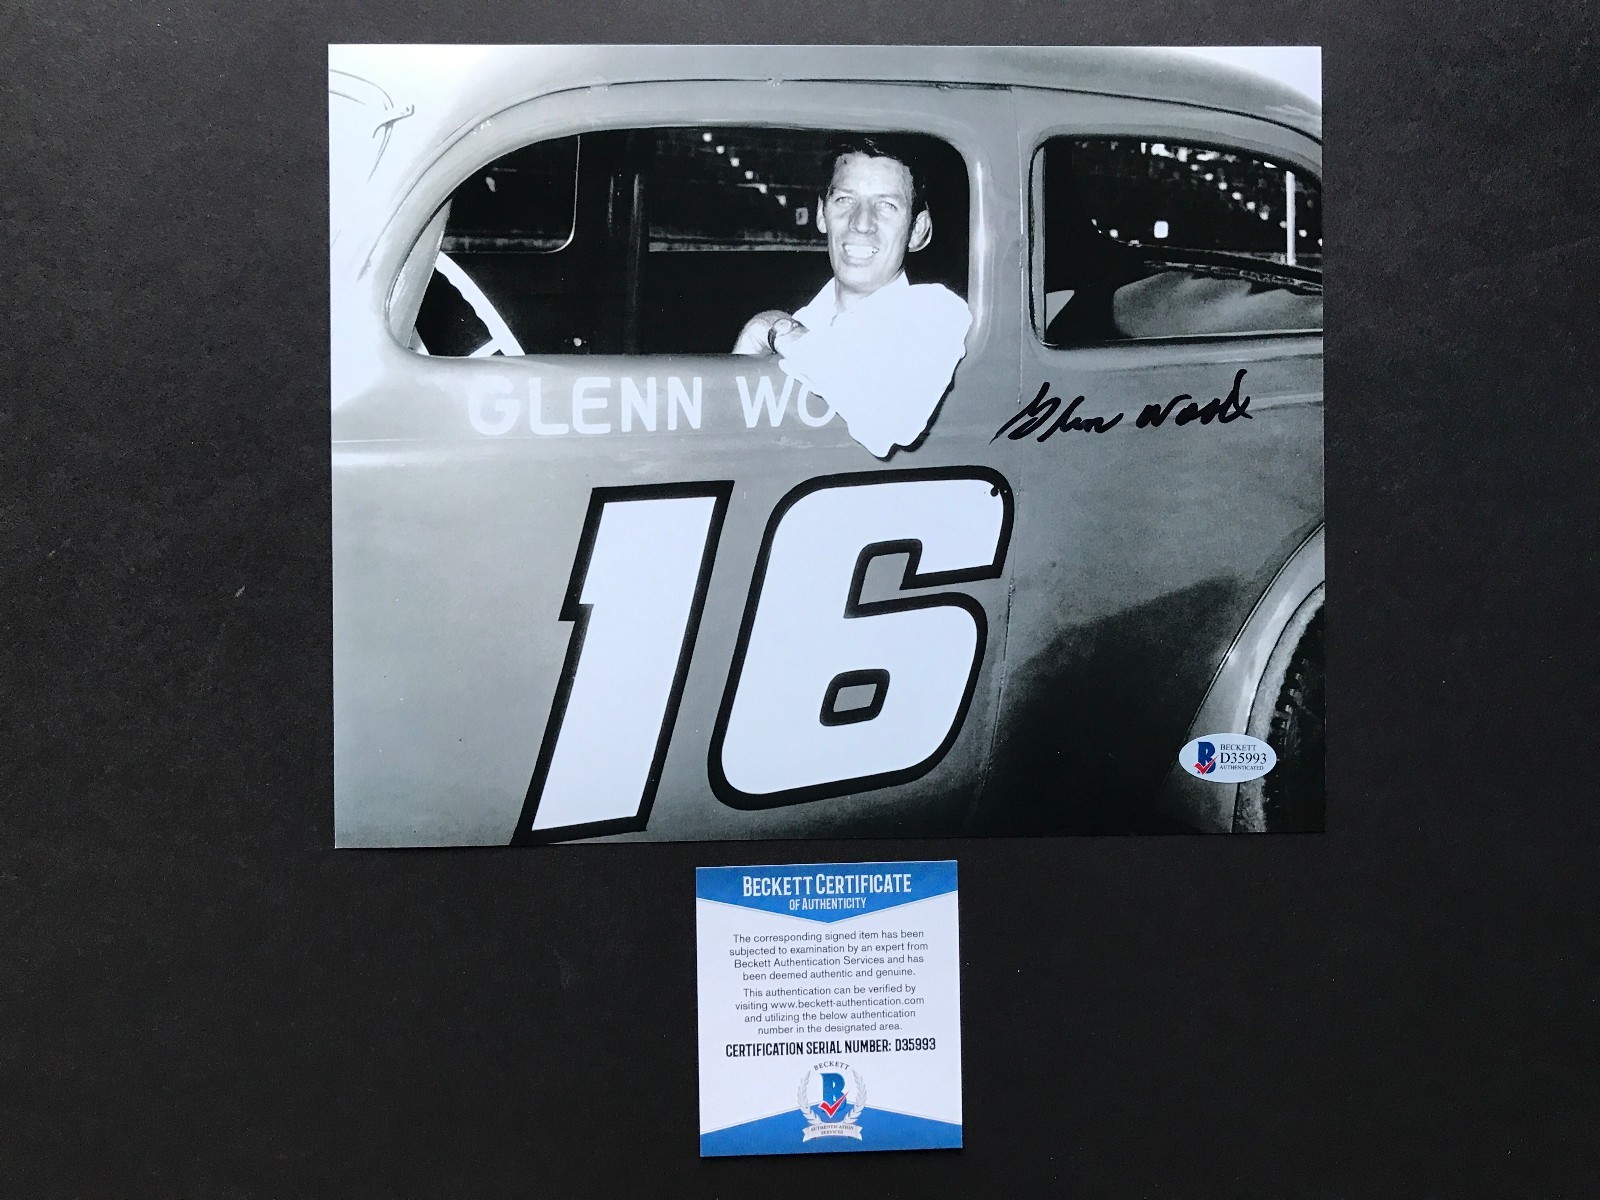 GLENN WO
Glen Wood
16
BECKETT
D35993
AUTHENTICATED
BECKETT CERTIFICATE
OF AUTHENTICITY
The corresponding signed item has been
subjected to examination by an expert from
Beckett Authentication Services and has
been deemed authentic and genuine.
This authentication can be verified by
visiting www.beckett-authentication.com
and utilizing the below authentication
number in the designated area.
CERTIFICATION SERIAL NUMBER: D35993
BECKETT
B
AUTHENTICATION
SERVICES